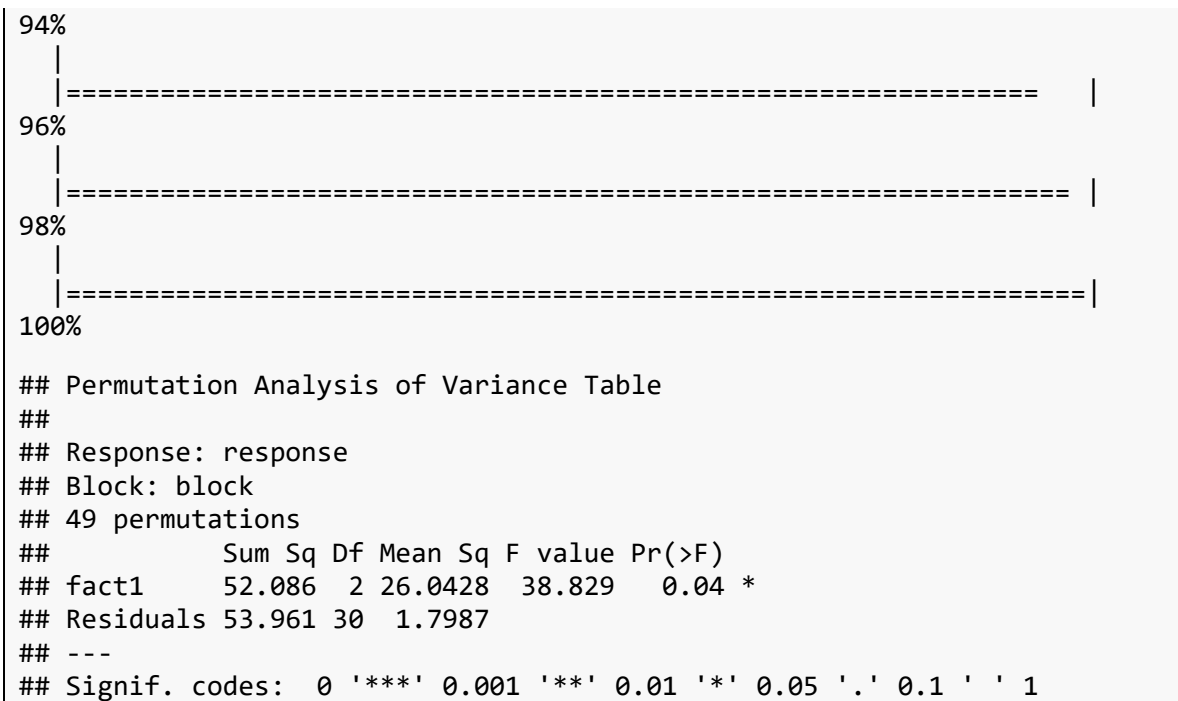 94%
  |
  |==============================================================   |
96%
  |
  |================================================================ |
98%
  |
  |=================================================================|
100%
## Permutation Analysis of Variance Table
##
## Response: response
## Block: block
## 49 permutations
##           Sum Sq Df Mean Sq F value Pr(>F)
## fact1     52.086  2 26.0428  38.829   0.04 *
## Residuals 53.961 30  1.7987
## ---
## Signif. codes:  0 '***' 0.001 '**' 0.01 '*' 0.05 '.' 0.1 ' ' 1